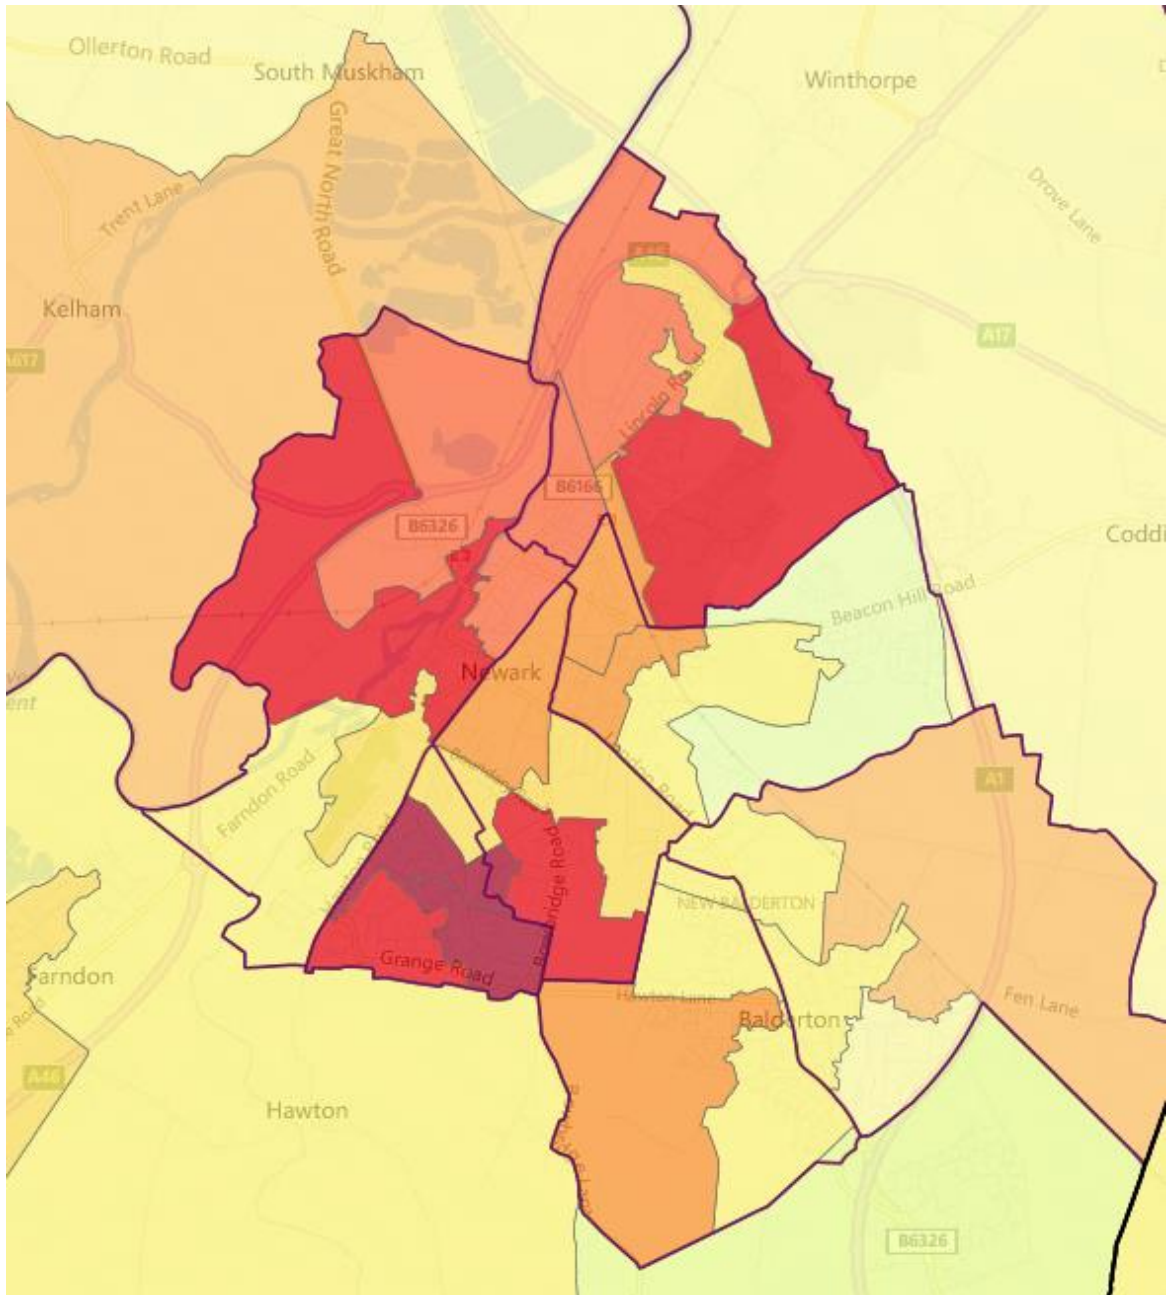 Ollerton Road
South Muskham
Winthorpe
Great North Road
Trent Lane
Drove Lane
A46
Kelham
A17
A617
Lincoln Road
B6166
B6326
Coddi
Beacon Hill Road
Newark
ent
Farndon Road
A1
Bowbridge Road
NEW BALDERTON
Grange Road
Farndon
Hawton Lane
Fen Lane
Balderton
A46
Hawton
B6326